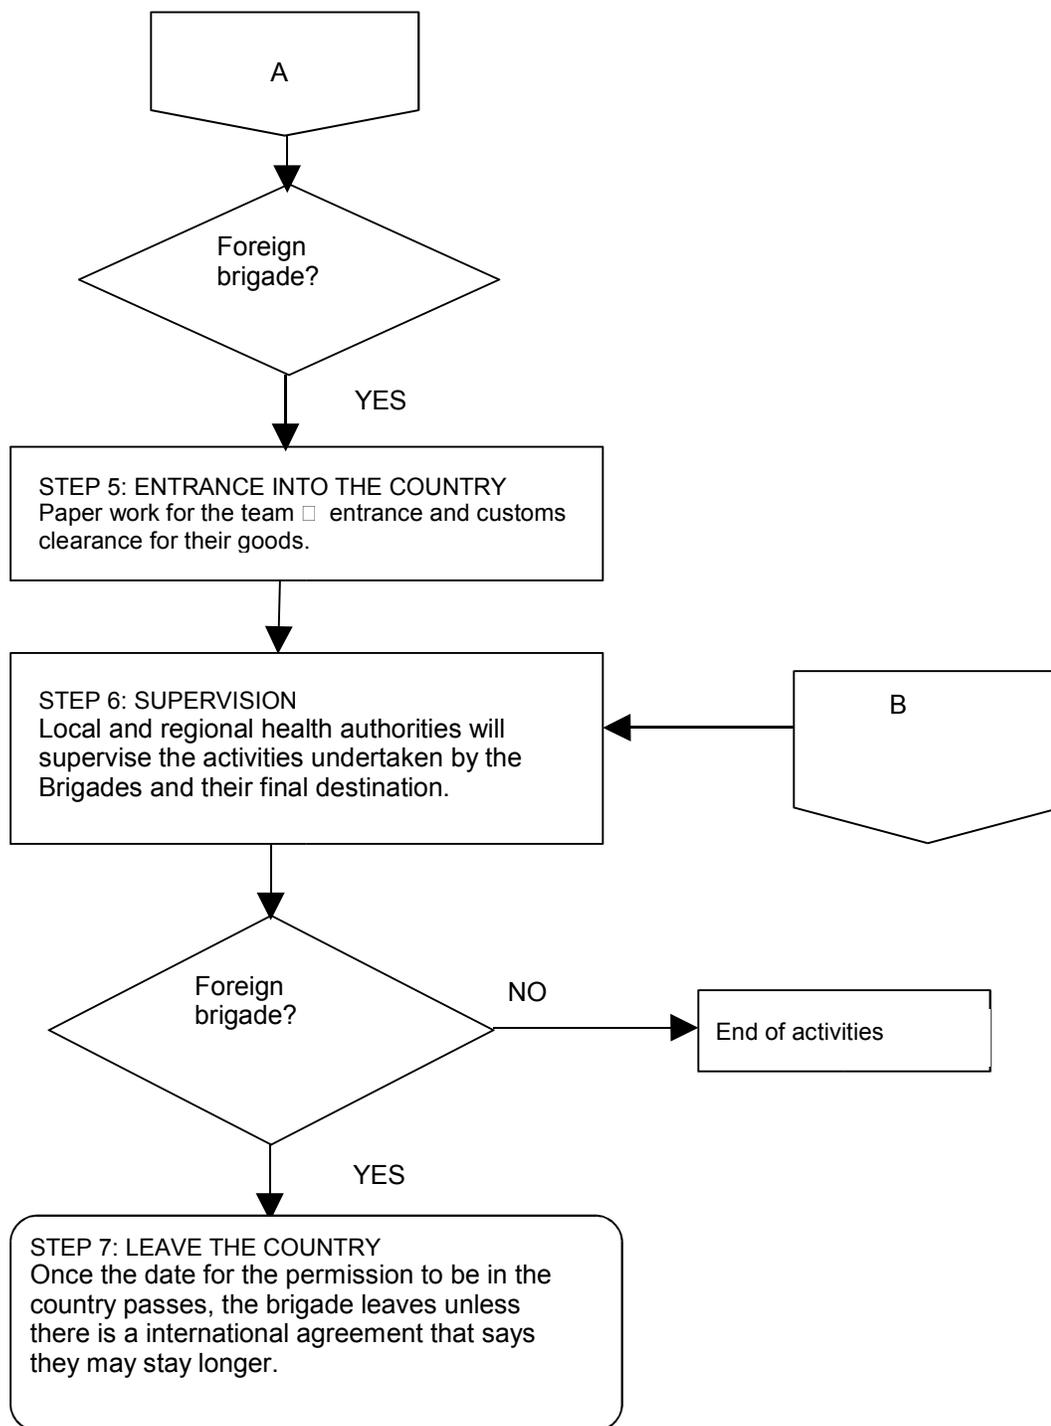 A
Foreign
brigade?
YES
STEP 5: ENTRANCE INTO THE COUNTRY
Paper work for the team □ entrance and customs
clearance for their goods.
STEP 6: SUPERVISION
Local and regional health authorities will
supervise the activities undertaken by the
Brigades and their final destination.
B
Foreign
brigade?
NO
End of activities
YES
STEP 7: LEAVE THE COUNTRY
Once the date for the permission to be in the
country passes, the brigade leaves unless
there is a international agreement that says
they may stay longer.